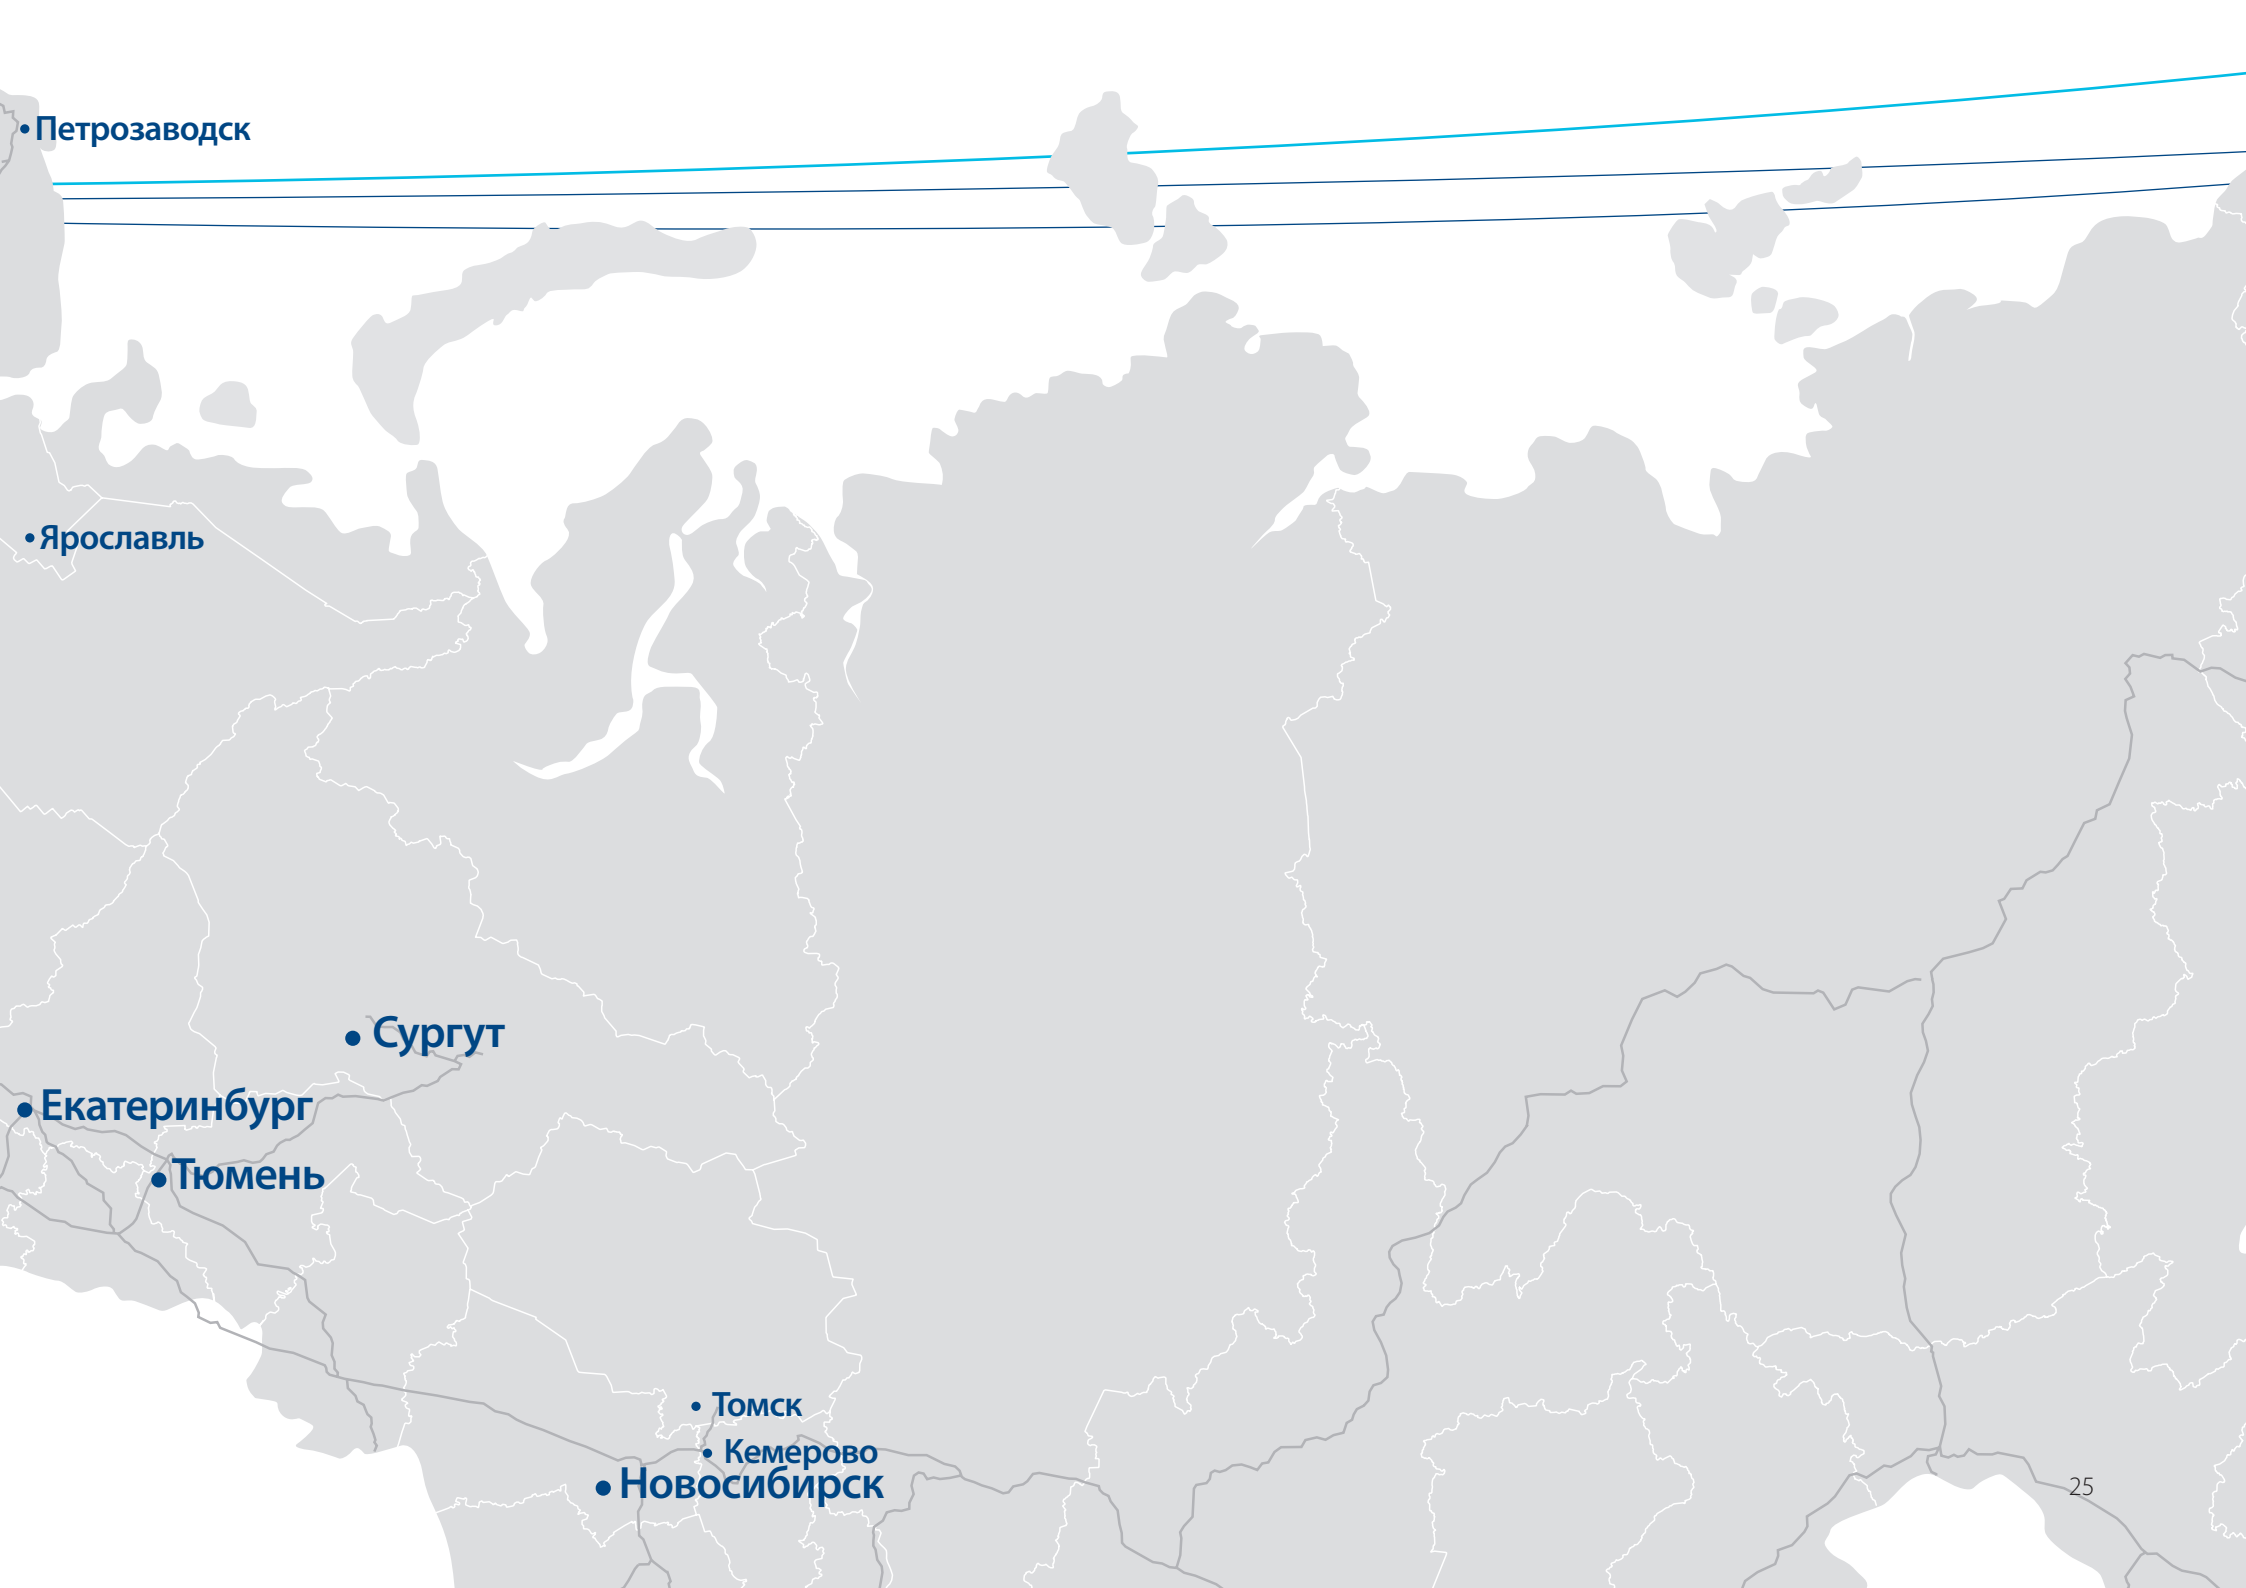 Петрозаводск
Ярославль
Сургут
Екатеринбург
Тюмень
Томск
Кемерово
Новосибирск
25